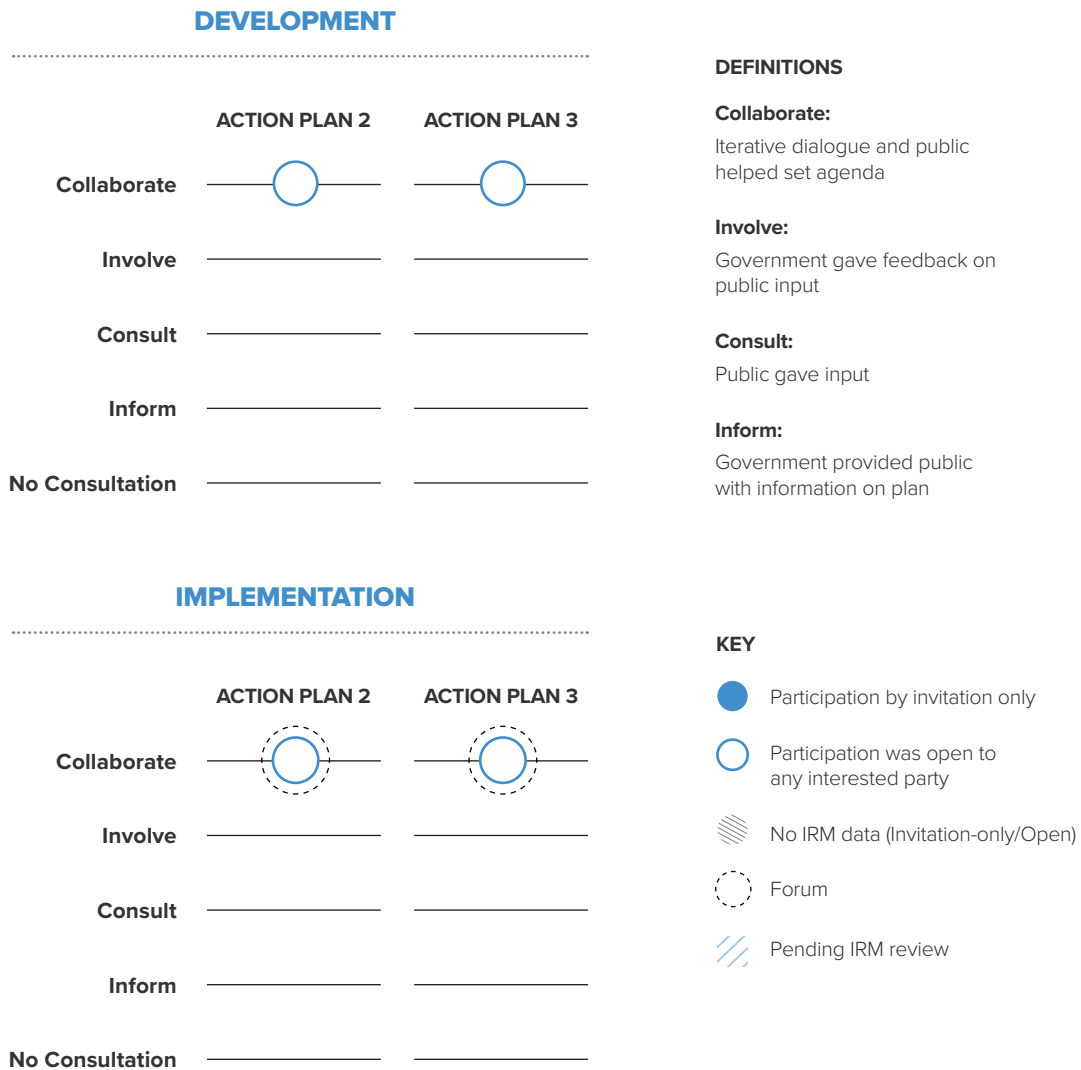 DEVELOPMENT
ACTION PLAN 2 ACTION PLAN 3
Collaborate
Involve
Consult
Inform
No Consultation
DEFINITIONS
Collaborate:
Iterative dialogue and public
helped set agenda
Involve:
Government gave feedback on
public input
Consult:
Public gave input
Inform:
Government provided public
with information on plan
IMPLEMENTATION
ACTION PLAN 2 ACTION PLAN 3
Collaborate
Involve
Consult
Inform
No Consultation
KEY
Participation by invitation only
Participation was open to
any interested party
No IRM data (Invitation-only/Open)
Forum
Pending IRM review